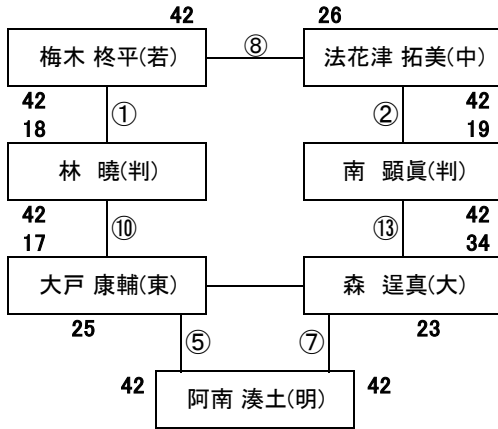 42 26
梅木 柊平(若) ⑧ 法花津 拓美(中)
42 ① ② 42
18 19
林 曉(判) 南 顕眞(判)
42 ⑩ ⑬ 42
17 34
大戸 康輔(東) 森 逞真(大)
25 ⑤ ⑦ 23
42 阿南 湊土(明) 42